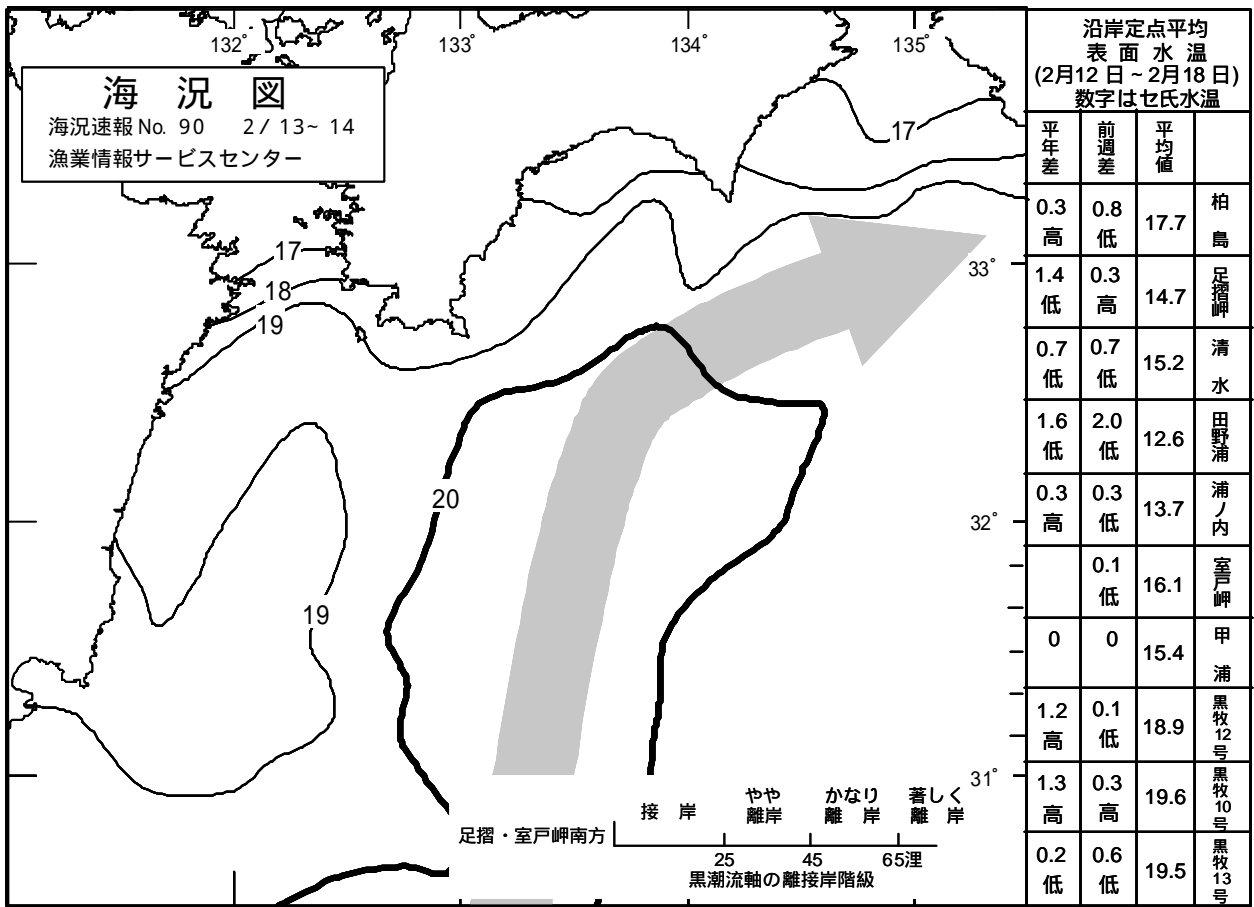 132°
133°
134°
135°
海 況 図
海況速報 No. 90 2/ 13~ 14
漁業情報サービスセンター
17
17
18
19
33°
20
32°
19
31°
接 岸
やや
離岸
かなり
離 岸
著しく
離 岸
足摺・室戸岬南方
25
45
65浬
黒潮流軸の離接岸階級
沿岸定点平均
表 面 水 温
(2月12 日 ~ 2月18 日)
数字はセ氏水温
平年差 前週差 平均値
0.3 高 0.8 低 17.7 柏島
1.4 低 0.3 高 14.7 足摺岬
0.7 低 0.7 低 15.2 清水
1.6 低 2.0 低 12.6 田野浦
0.3 高 0.3 低 13.7 浦ノ内
0.1 低 16.1 室戸岬
0 0 15.4 甲浦
1.2 高 0.1 低 18.9 黒牧12号
1.3 高 0.3 高 19.6 黒牧10号
0.2 低 0.6 低 19.5 黒牧13号